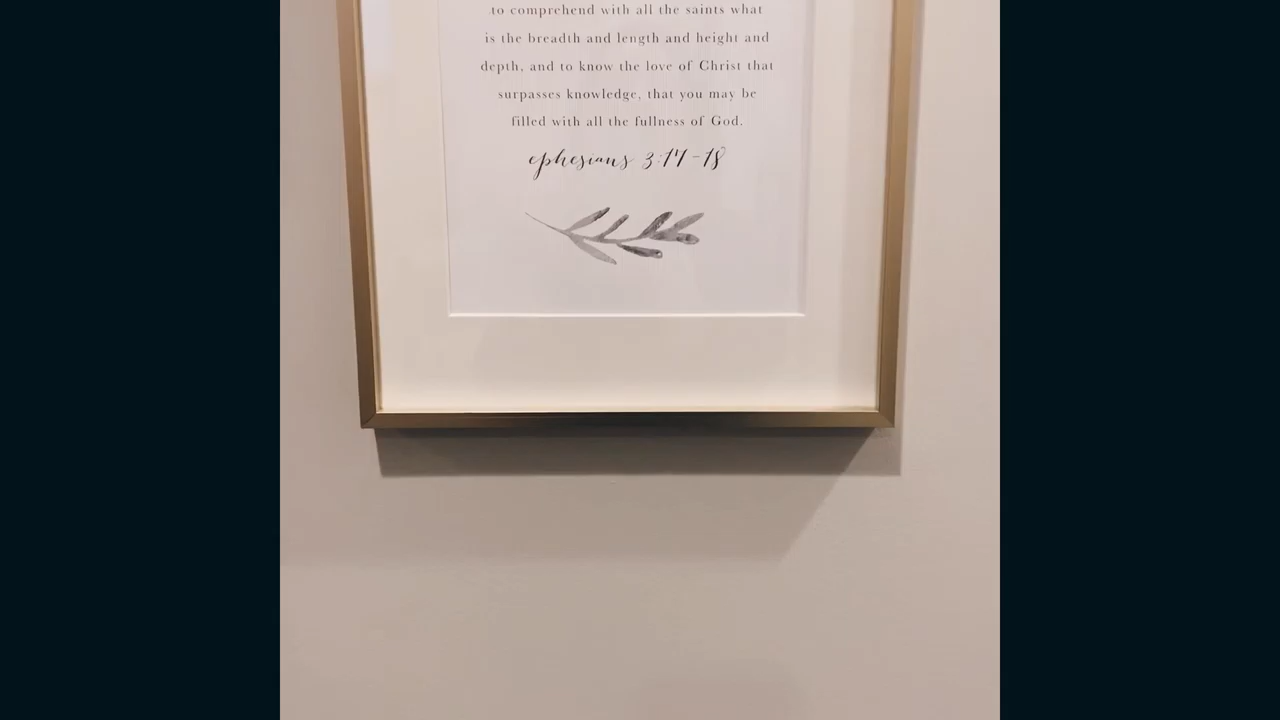 to comprehend with all the saints what
is the breadth and length and height and
depth, and to know the love of Christ that
surpasses knowledge, that you may be
filled with all the fullness of God.
ephesians 3:17-18